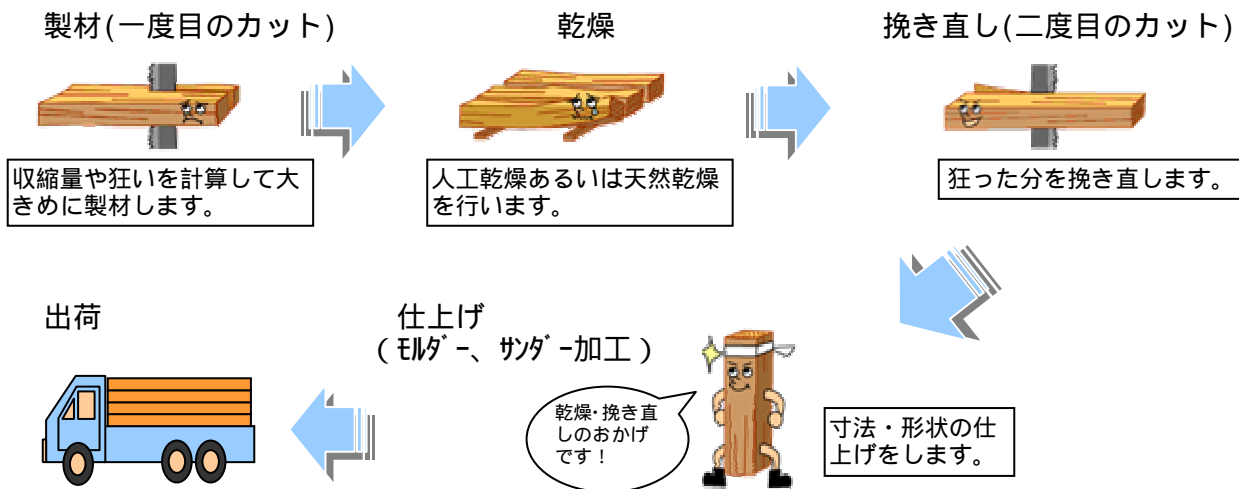 製材(一度目のカット)
乾燥
挽き直し(二度目のカット)
収縮量や狂いを計算して大
きめに製材します。
人工乾燥あるいは天然乾燥
を行います。
狂った分を挽き直します。
出荷
仕上げ
(ﾓﾙﾀﾞｰ、ｻﾝﾀﾞｰ加工)
乾燥・挽き直
しのおかげ
です！
寸法・形状の仕
上げをします。